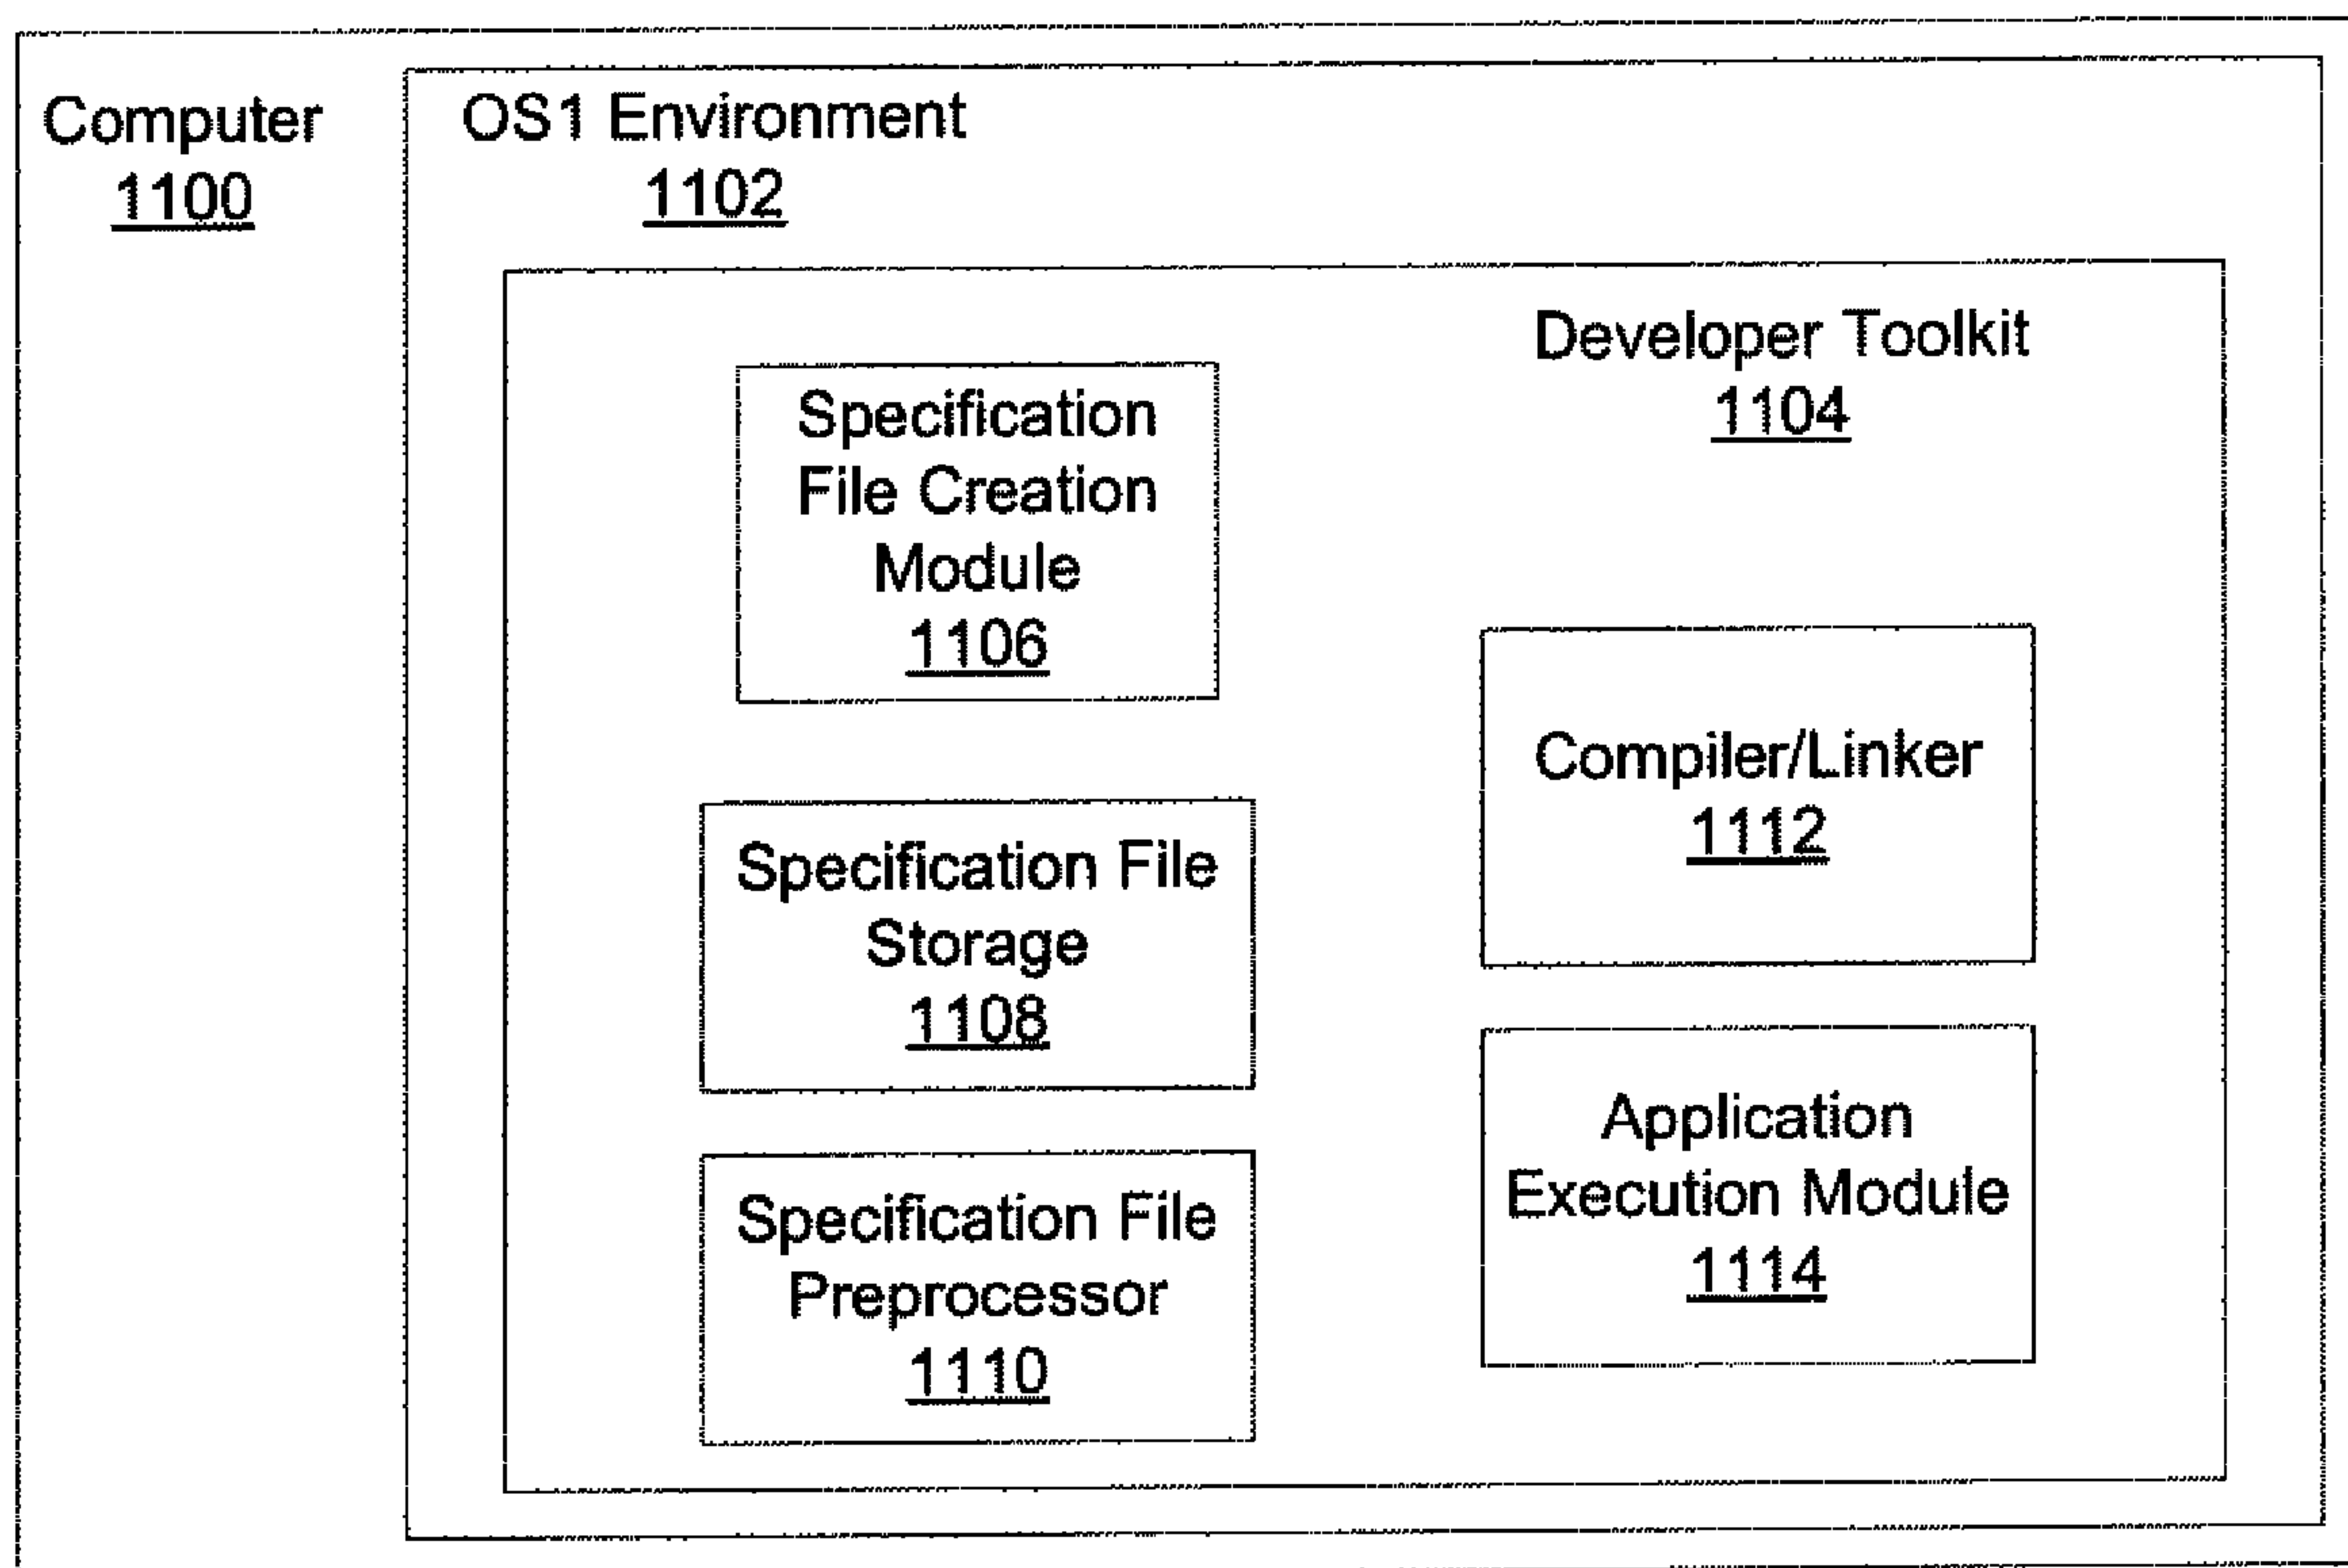 Computer
1100
OS1 Environment
1102
Developer Toolkit
1104
Specification
File Creation
Module
1106
Specification File
Storage
1108
Specification File
Preprocessor
1110
Compiler/Linker
1112
Application
Execution Module
1114